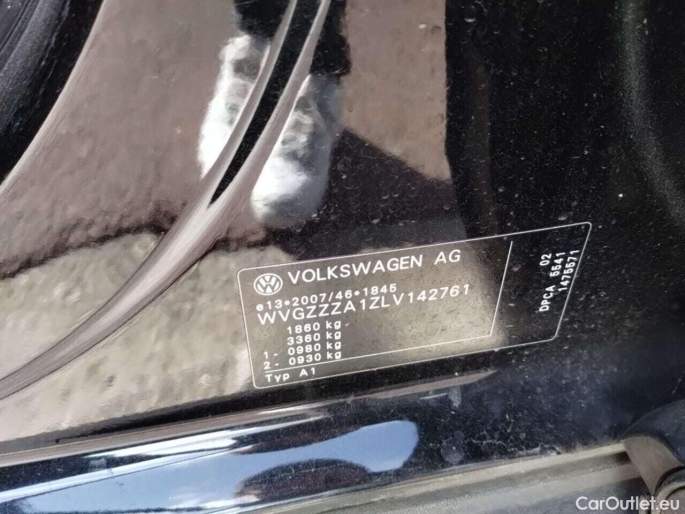 VOLKSWAGEN AG
e13*2007/46*1845
WVGZZZA1ZLV142761
1860 kg
3360 kg
1- 0980 kg
2- 0930 kg
Typ A1
02
DPCA 5541
1475571
CarOutlet.eu